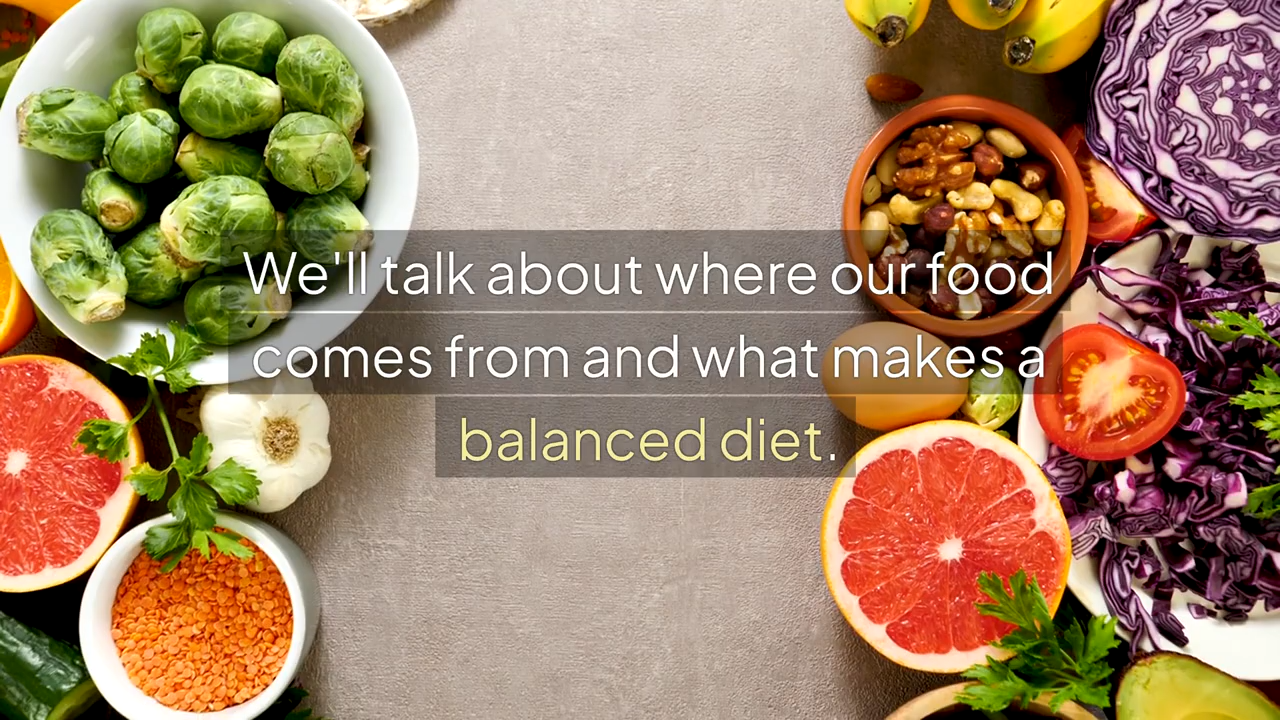 We'll talk about where our food
comes from and what makes a
balanced diet.